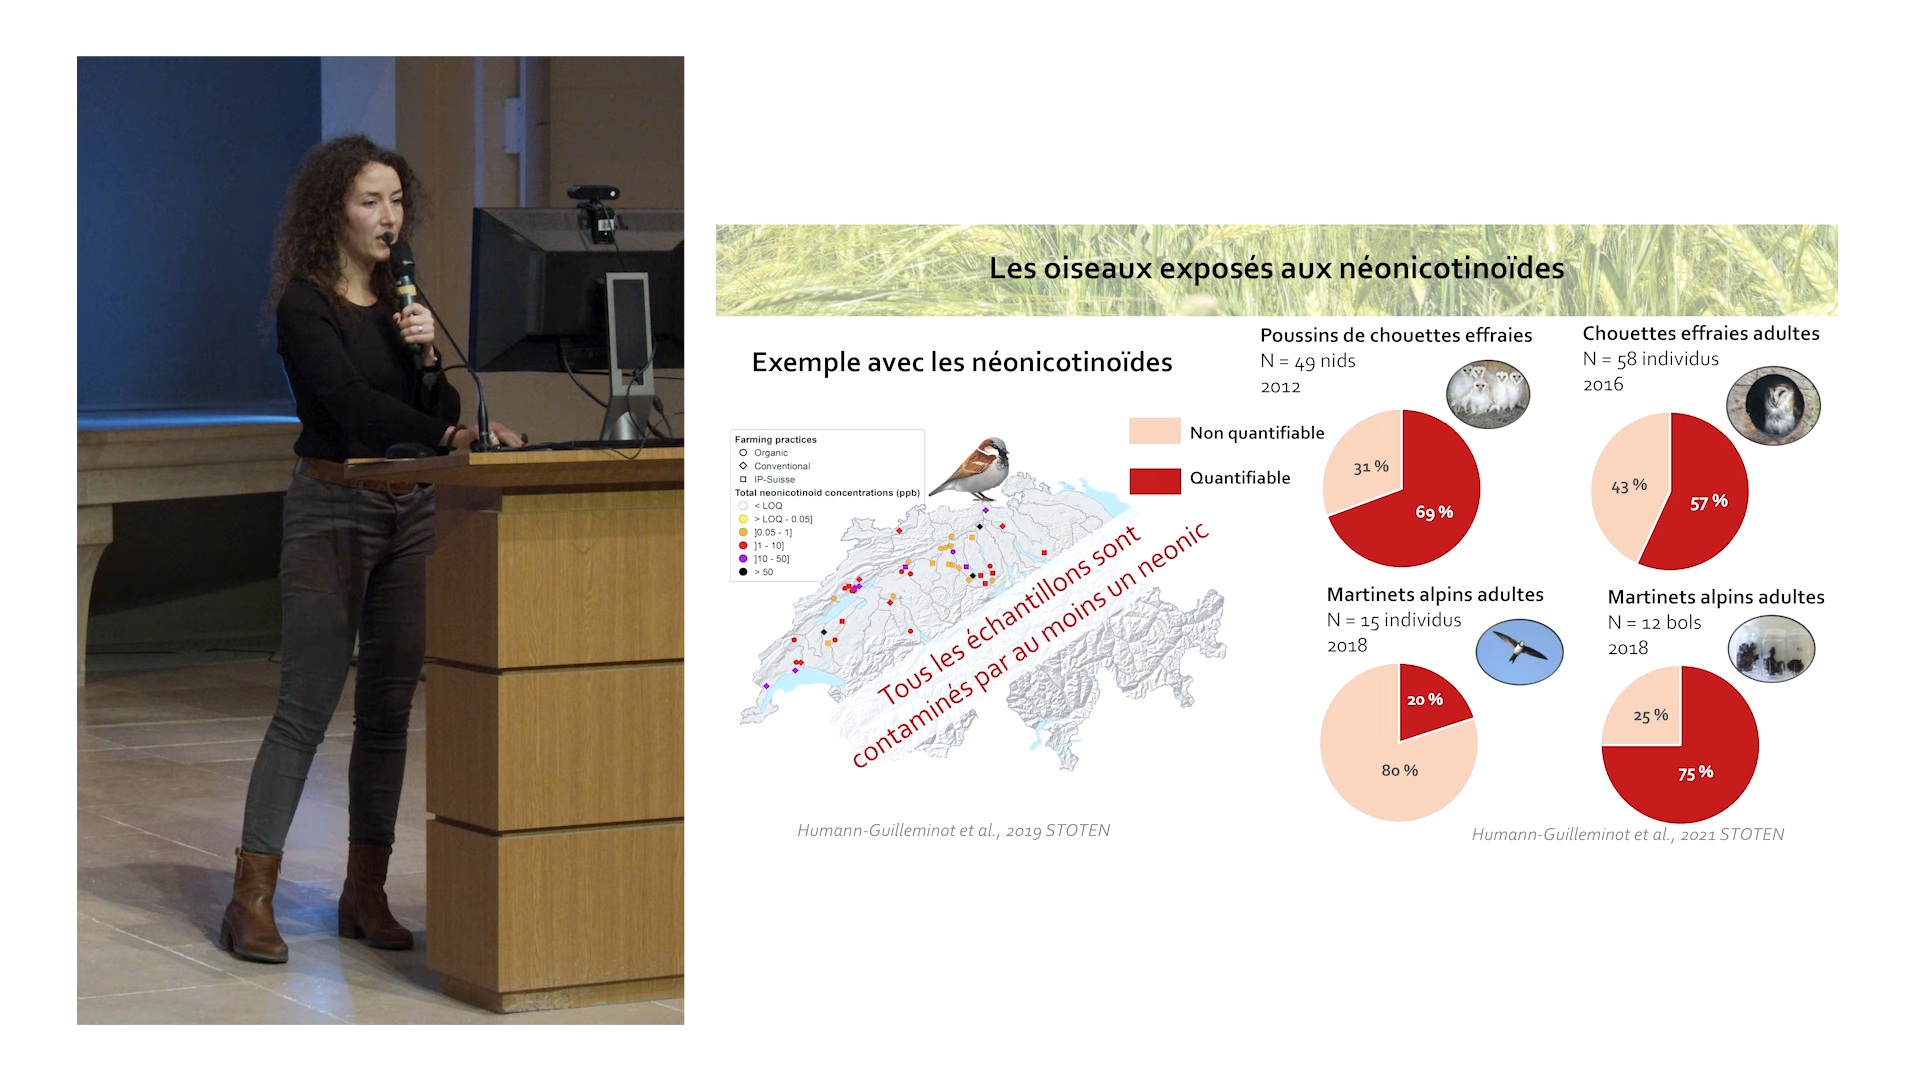 Les oiseaux exposés aux néonicotinoïdes
Exemple avec les néonicotinoïdes
Farming practices
Organic
Conventional
IP-Suisse
Total neonicotinoid concentrations (ppb)
< LOQ
> LOQ - 0.05]
]0.05 - 1]
]1 - 10]
]10 - 50]
> 50
Tous les échantillons sont
contaminés par au moins un neonic
Humann-Guilleminot et al., 2019 STOTEN
Non quantifiable
Quantifiable
Poussins de chouettes effraies
N = 49 nids
2012
31 %
69 %
Chouettes effraies adultes
N = 58 individus
2016
43 %
57 %
Martinets alpins adultes
N = 15 individus
2018
20 %
80 %
Martinets alpins adultes
N = 12 bols
2018
25 %
75 %
Humann-Guilleminot et al., 2021 STOTEN